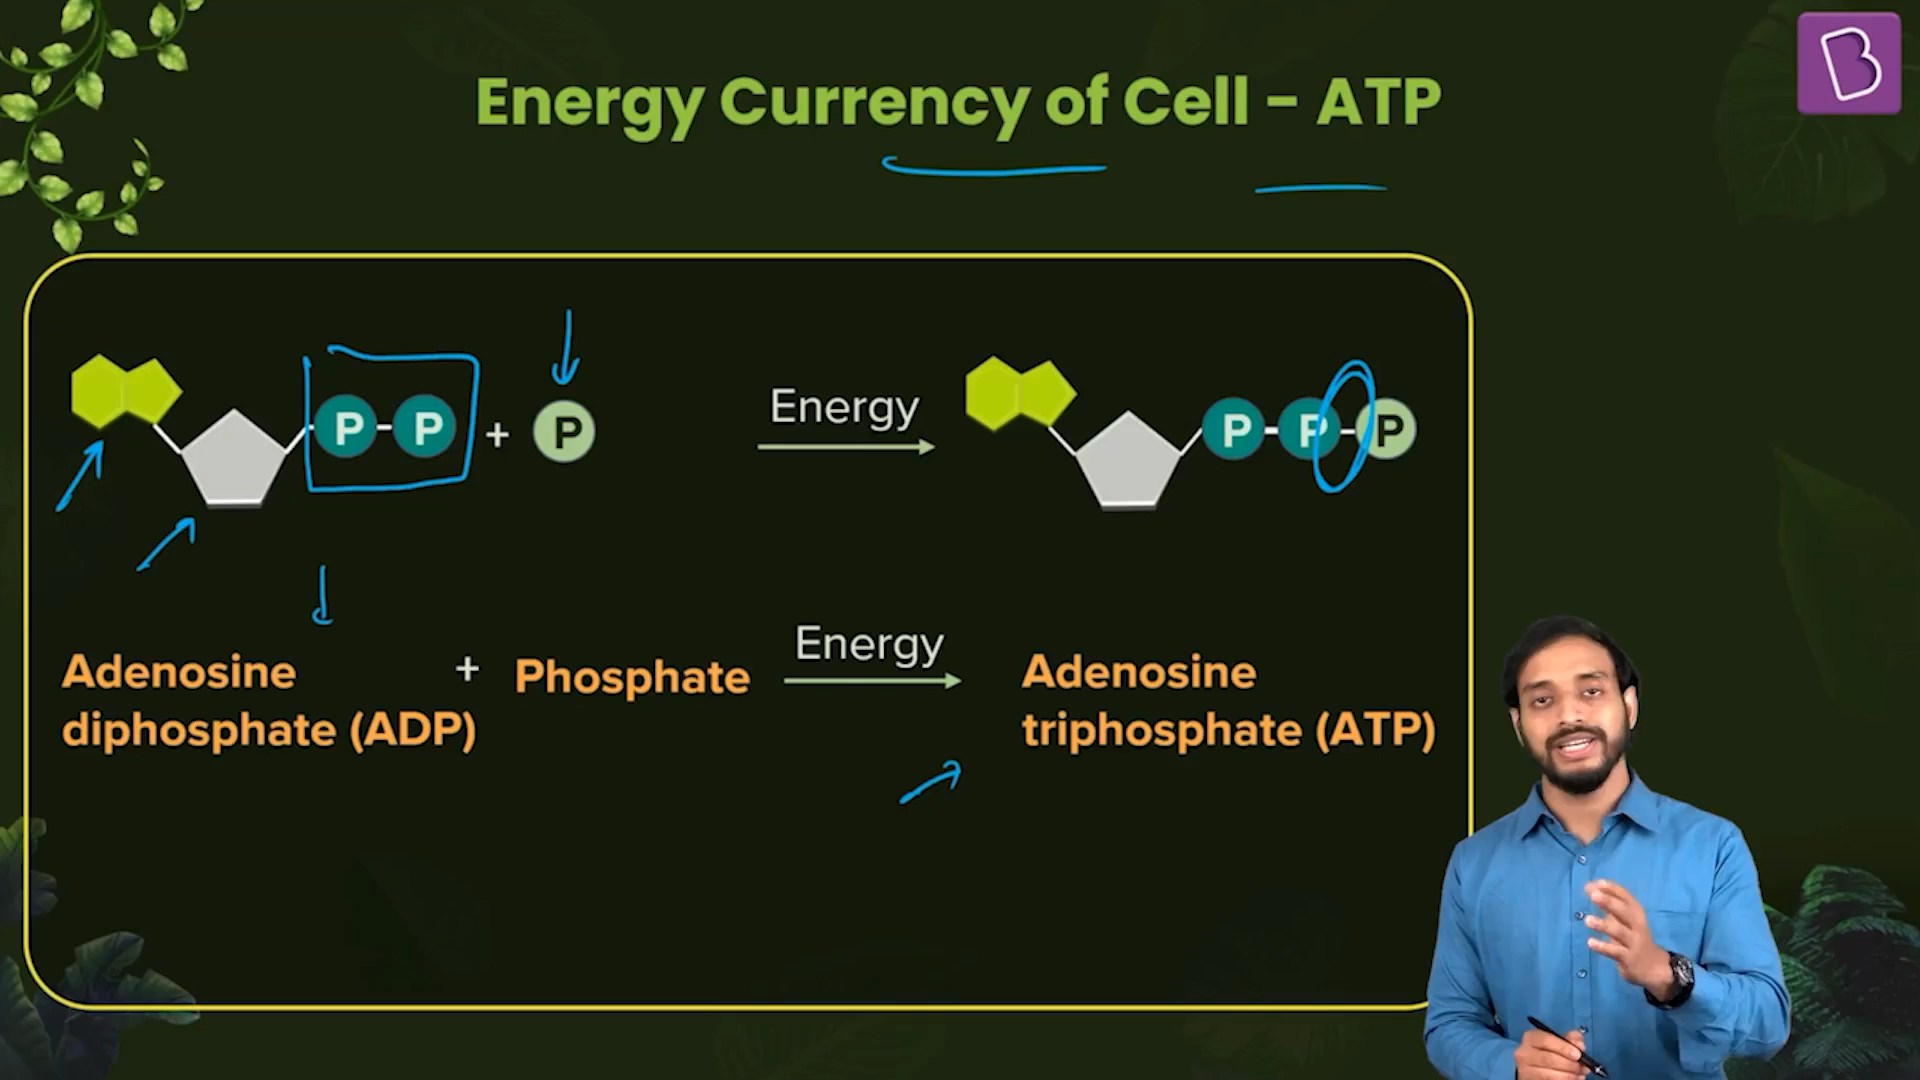 Energy Currency of Cell - ATP
P-P + P
Energy
P-P-P
Adenosine
diphosphate (ADP)
+
Phosphate
Energy
Adenosine
triphosphate (ATP)
B